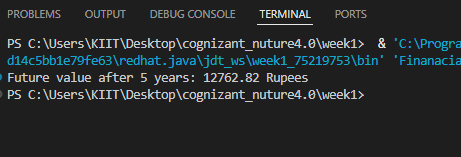 PROBLEMS OUTPUT DEBUG CONSOLE TERMINAL PORTS
PS C:\Users\KIIT\Desktop\cognizant_nuture4.0\week1> & 'C:\Progra
d14c5bb1e79fe63\redhat.java\jdt_ws\week1_75219753\bin' 'Finanacia
Future value after 5 years: 12762.82 Rupees
PS C:\Users\KIIT\Desktop\cognizant_nuture4.0\week1>